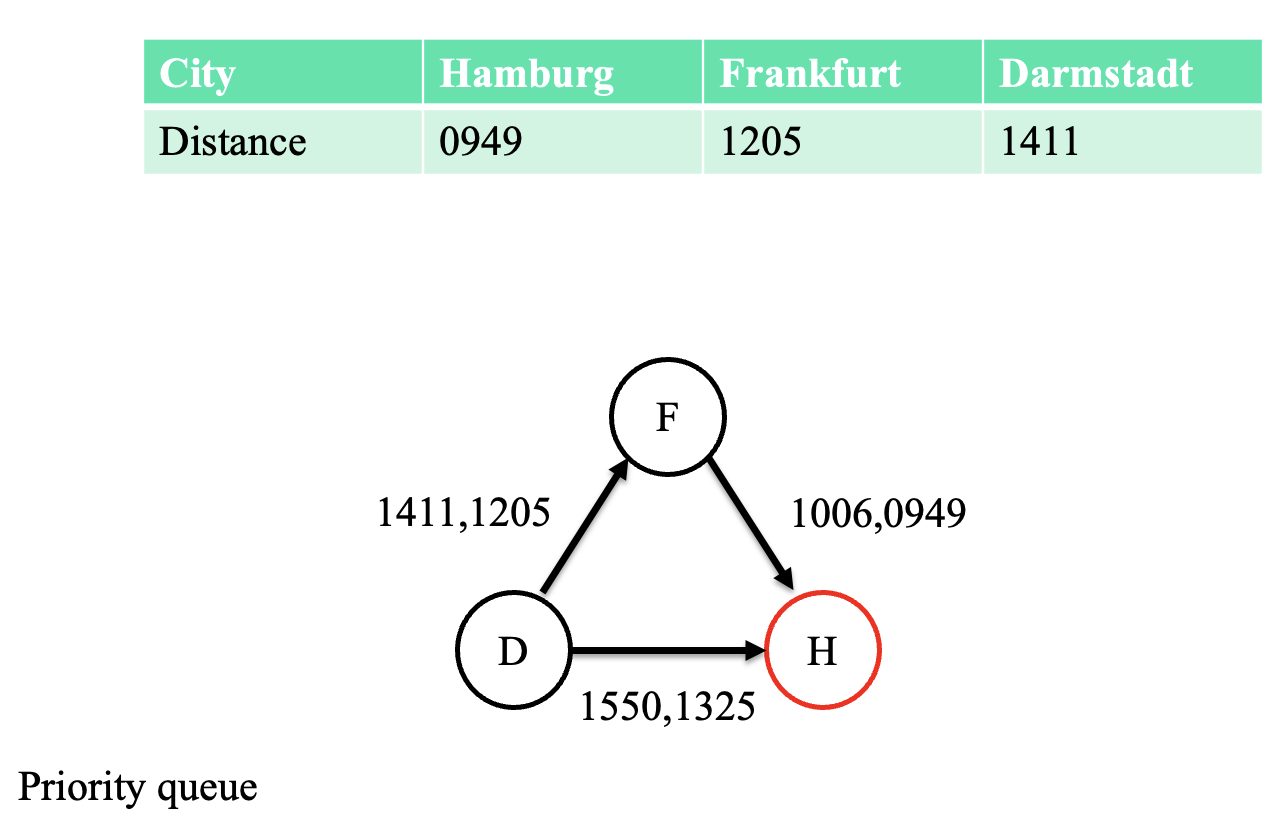 City Hamburg Frankfurt Darmstadt
Distance 0949 1205 1411
F
1411,1205 1006,0949
D H
1550,1325
Priority queue